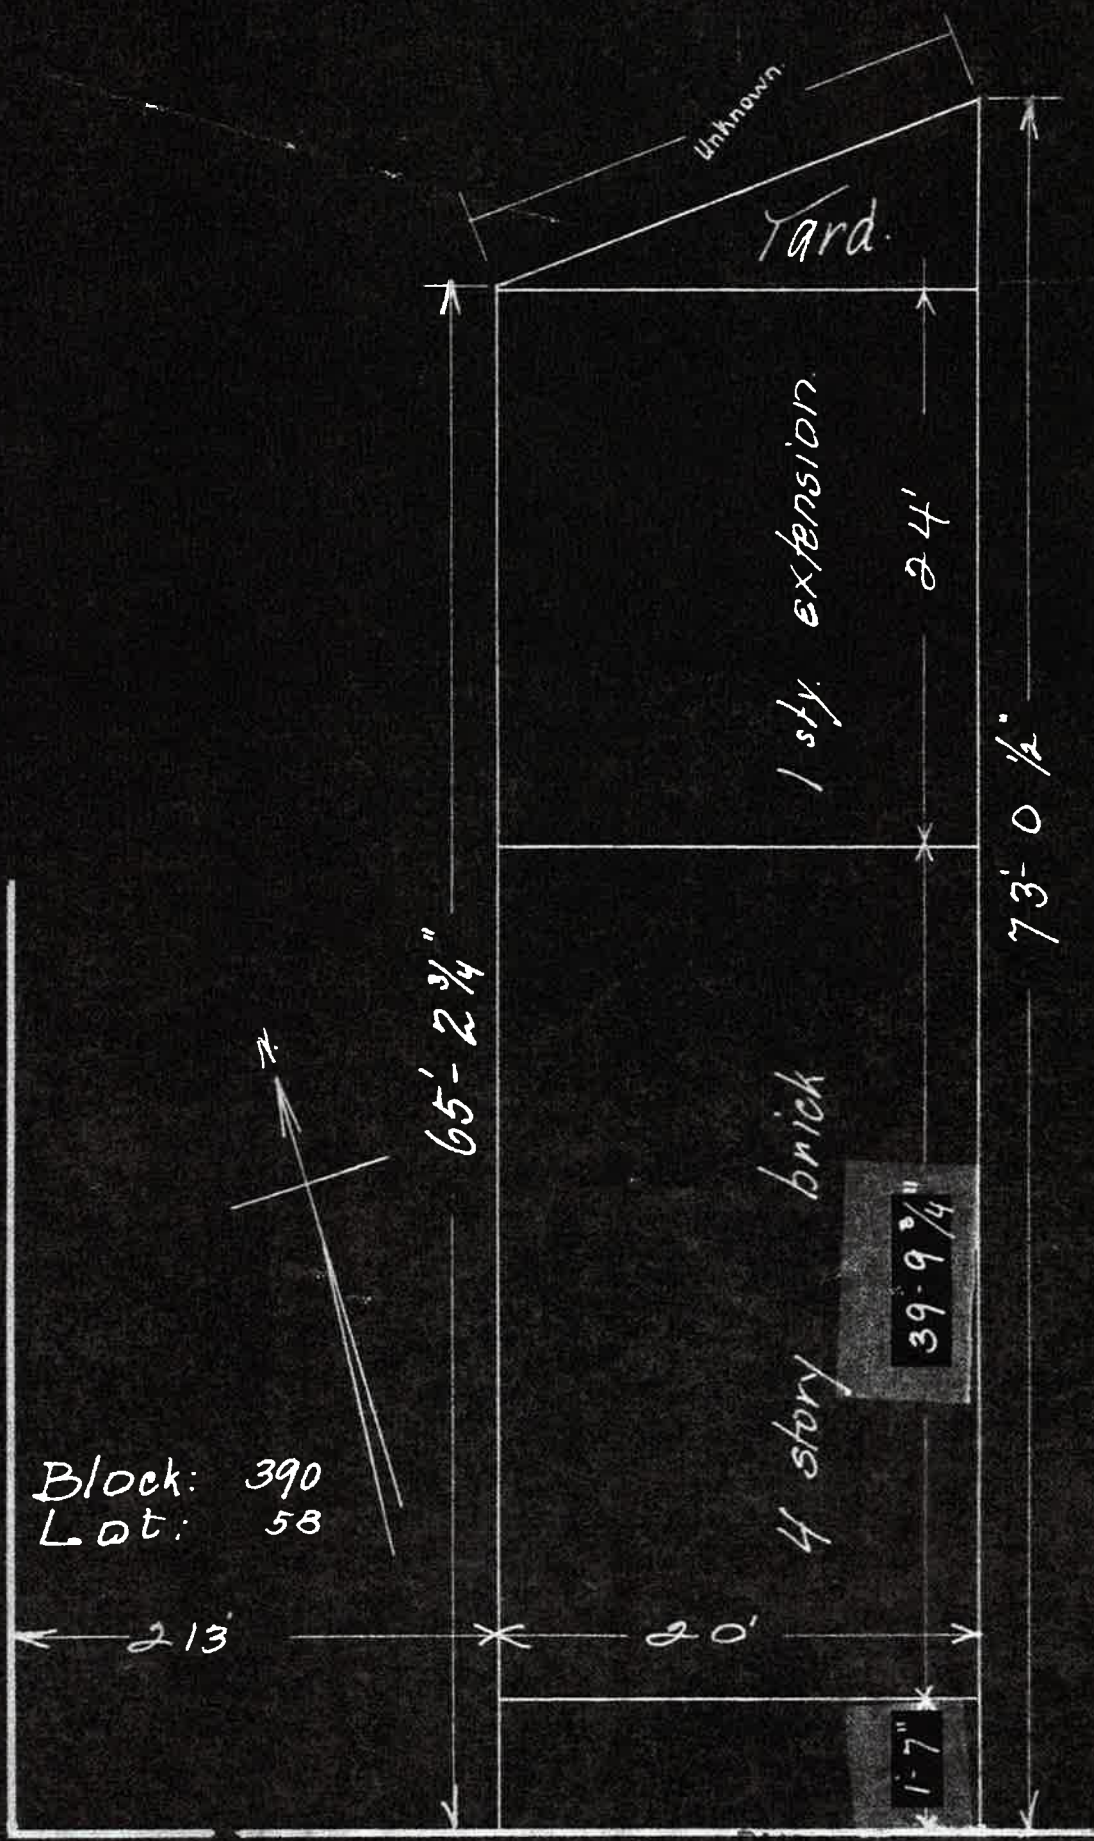 Unknown.
Yard.
1 sty. extension.
24'
65'- 2 3/4"
73'- 0 1/2"
N.
4 story brick
39'- 9 3/4"
Block: 390
Lot: 58
213'
20'
1'-7"